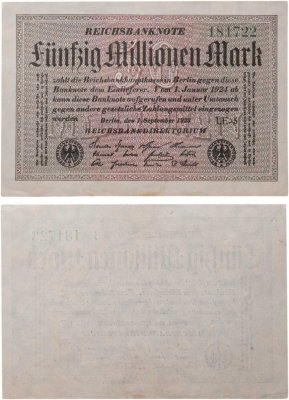 REICHSBANKNOTE
181722
Fünfzig Millionen Mark
zahlt die Reichsbankhauptkasse in Berlin gegen diese
Banknote dem Einlieferer. Vom 1. Januar 1924 ab
kann diese Banknote aufgerufen und unter Umtausch
gegen andere gesetzliche Zahlungsmittel eingezogen
werden
Berlin, den 1. September 1923
REICHSBANKDIREKTORIUM